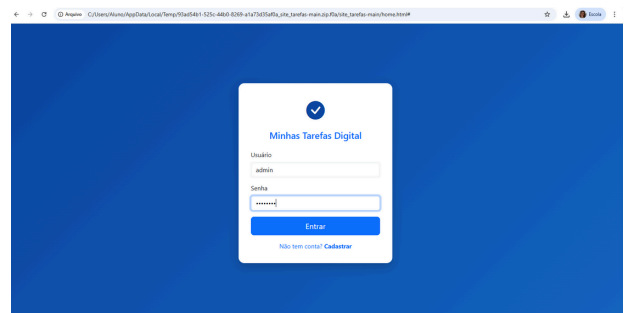 Arquivo C:/Users/Aluno/AppData/Local/Temp/93ad54b1-525c-44b0-8269-a1a73d35af0a_site_tarefas-main.zip.f0a/site_tarefas-main/home.html#
Escola
Minhas Tarefas Digital
Usuário
admin
Senha
••••••••
Entrar
Não tem conta? Cadastrar